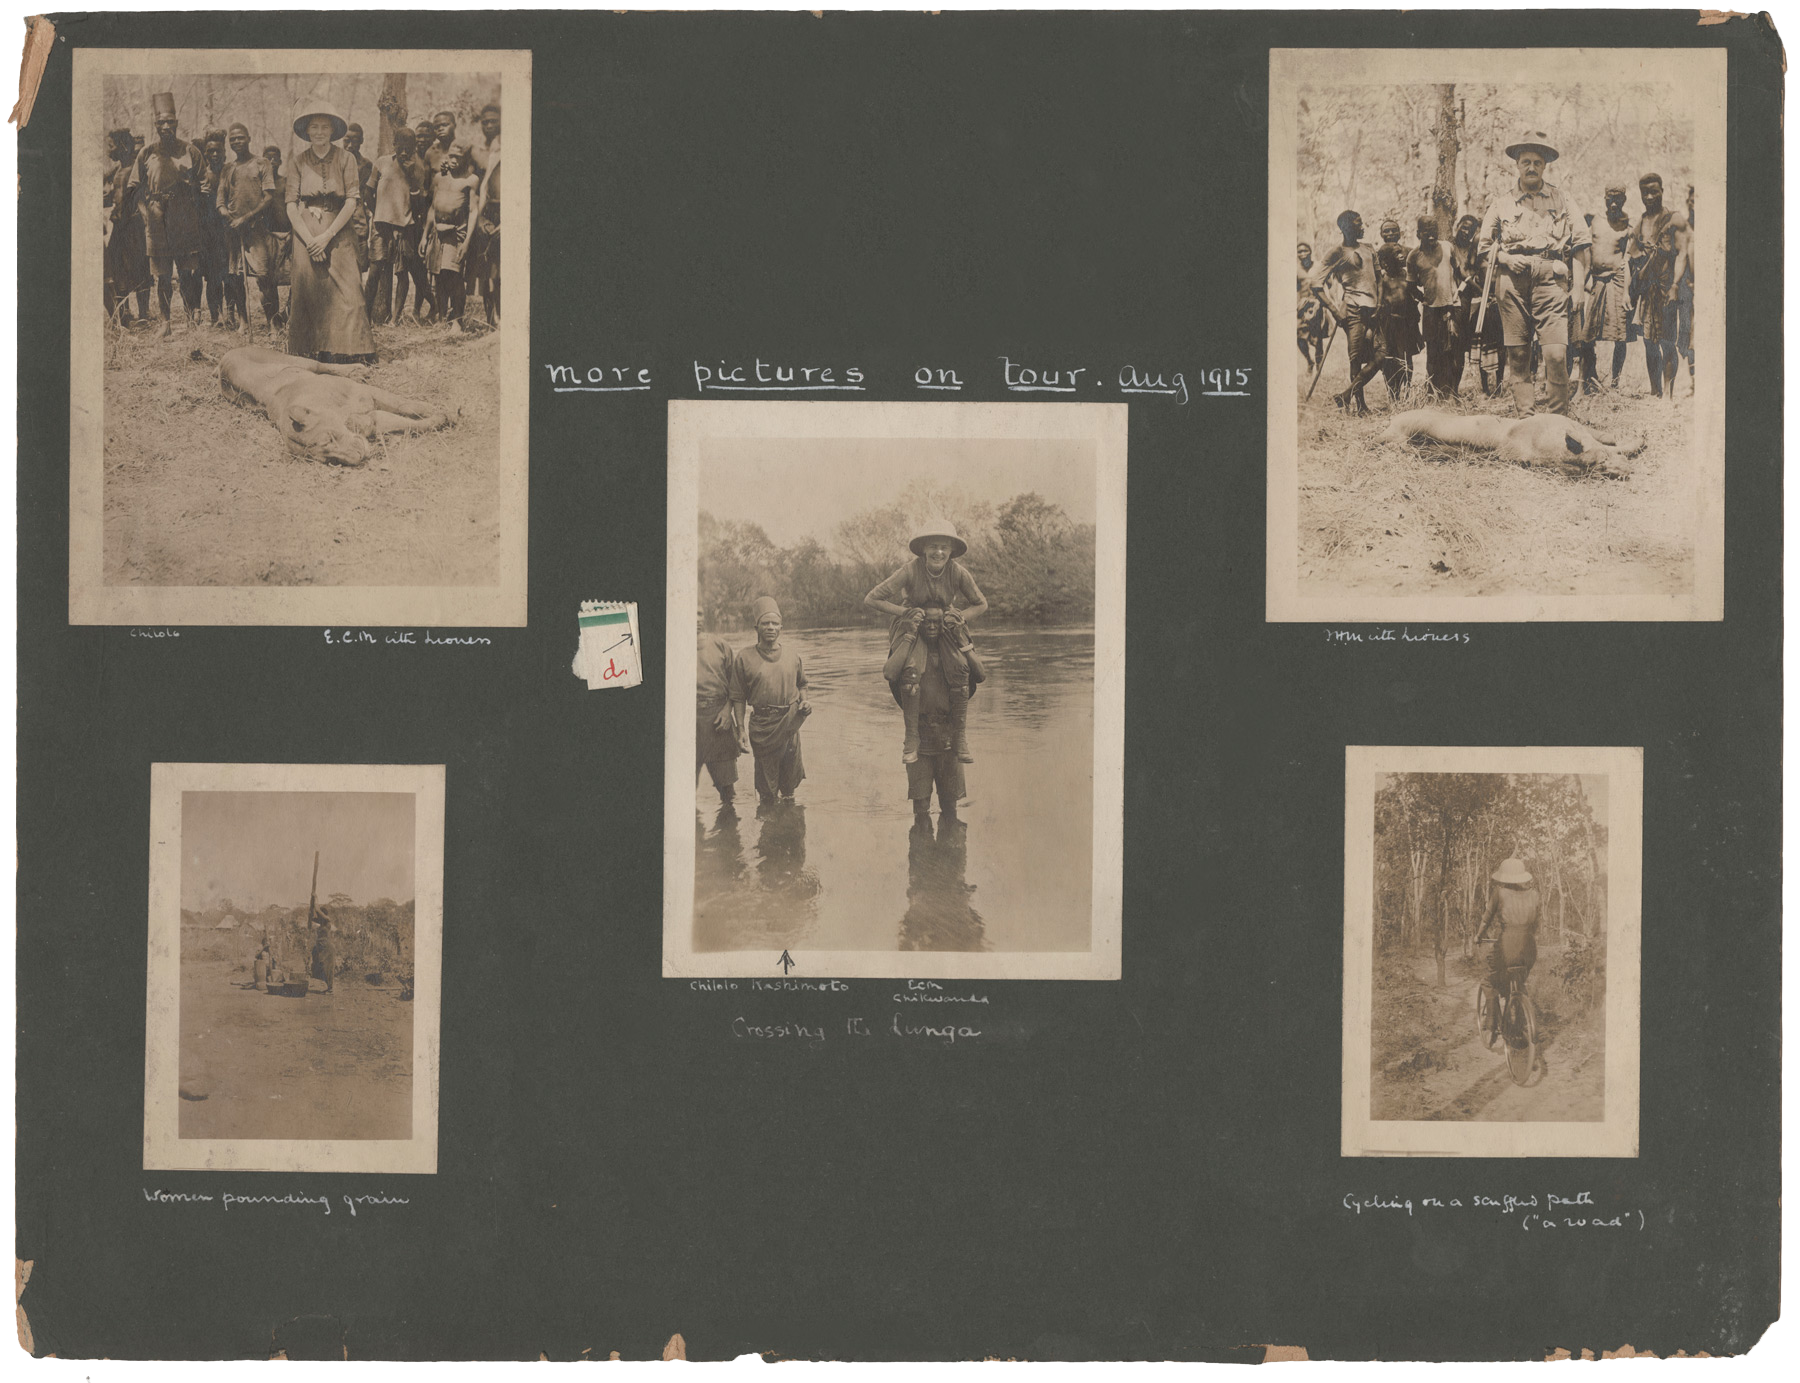 more pictures on tour. Aug 1915
Chilolo
E.C.M with Lioness
with Lioness
d.
Chilolo Kashimoto
ECM
Chikwanda
Crossing the Lunga
Women pounding grain
Cycling on a scuffled path
("a road")